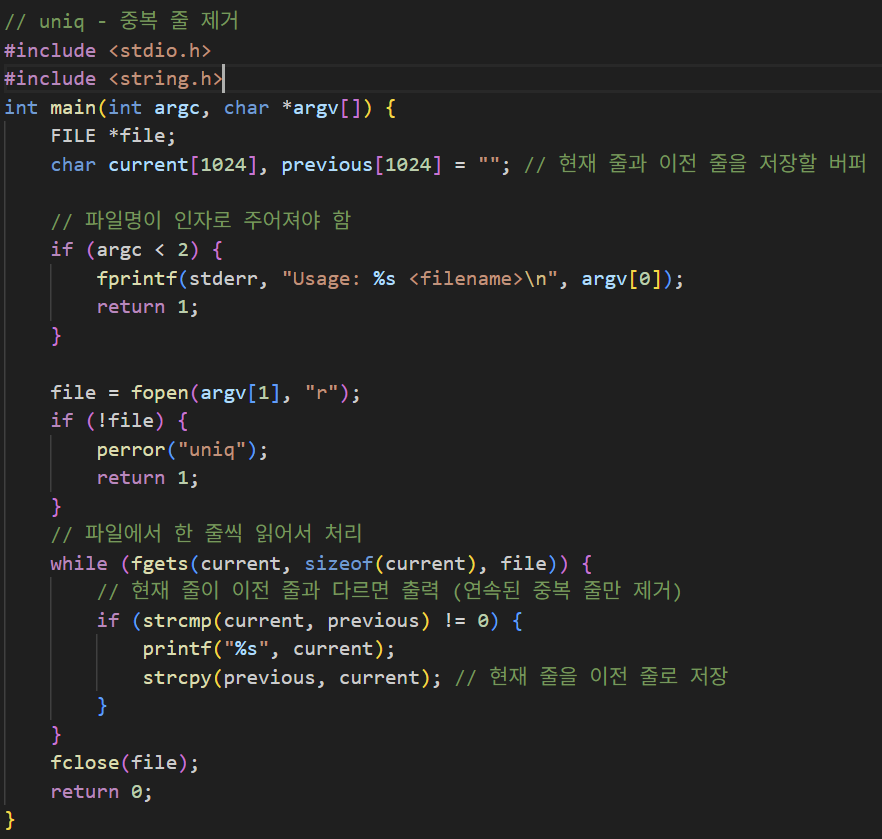 // uniq - 중복 줄 제거
#include <stdio.h>
#include <string.h>
int main(int argc, char *argv[]) {
    FILE *file;
    char current[1024], previous[1024] = ""; // 현재 줄과 이전 줄을 저장할 버퍼

    // 파일명이 인자로 주어져야 함
    if (argc < 2) {
        fprintf(stderr, "Usage: %s <filename>\n", argv[0]);
        return 1;
    }

    file = fopen(argv[1], "r");
    if (!file) {
        perror("uniq");
        return 1;
    }
    // 파일에서 한 줄씩 읽어서 처리
    while (fgets(current, sizeof(current), file)) {
        // 현재 줄이 이전 줄과 다르면 출력 (연속된 중복 줄만 제거)
        if (strcmp(current, previous) != 0) {
            printf("%s", current);
            strcpy(previous, current); // 현재 줄을 이전 줄로 저장
        }
    }
    fclose(file);
    return 0;
}